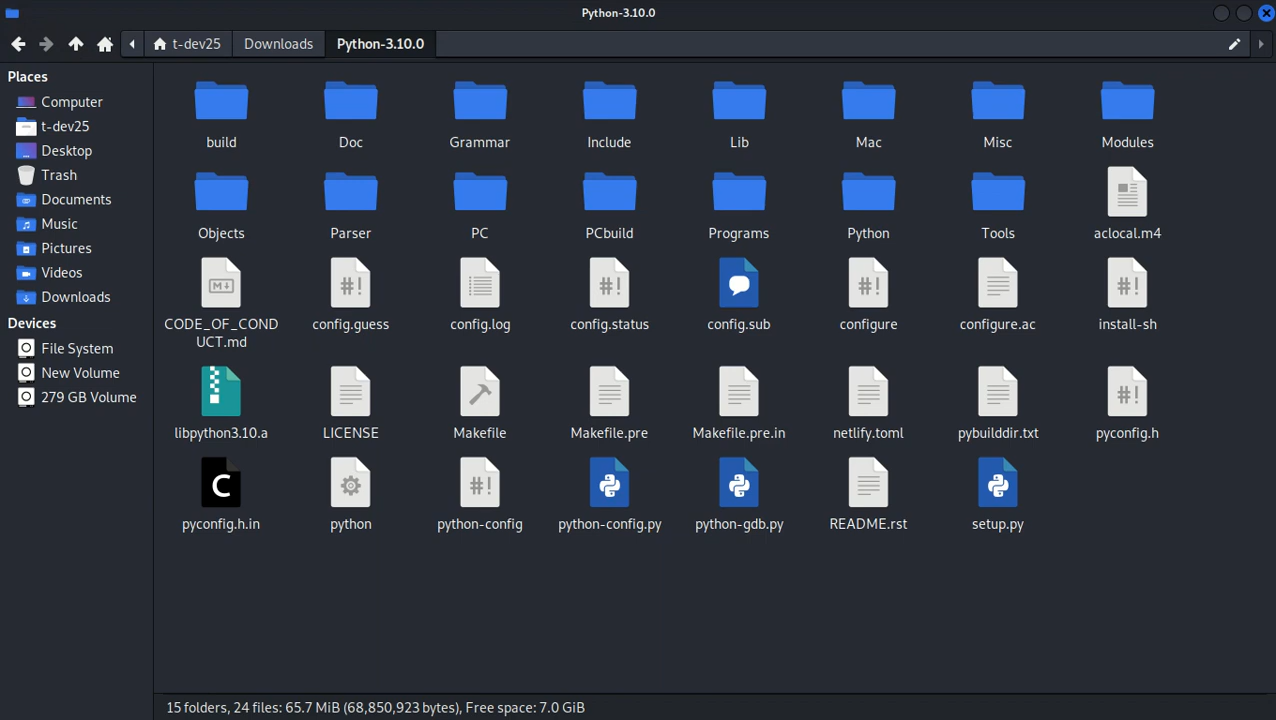 Python-3.10.0
t-dev25 Downloads Python-3.10.0
Places
Computer
t-dev25
Desktop
Trash
Documents
Music
Pictures
Videos
Downloads
Devices
File System
New Volume
279 GB Volume
build Doc Grammar Include Lib Mac Misc Modules
Objects Parser PC PCbuild Programs Python Tools aclocal.m4
CODE_OF_COND
UCT.md
config.guess config.log config.status config.sub configure configure.ac install-sh
libpython3.10.a LICENSE Makefile Makefile.pre Makefile.pre.in netlify.toml pybuilddir.txt pyconfig.h
pyconfig.h.in python python-config python-config.py python-gdb.py README.rst setup.py
15 folders, 24 files: 65.7 MiB (68,850,923 bytes), Free space: 7.0 GiB